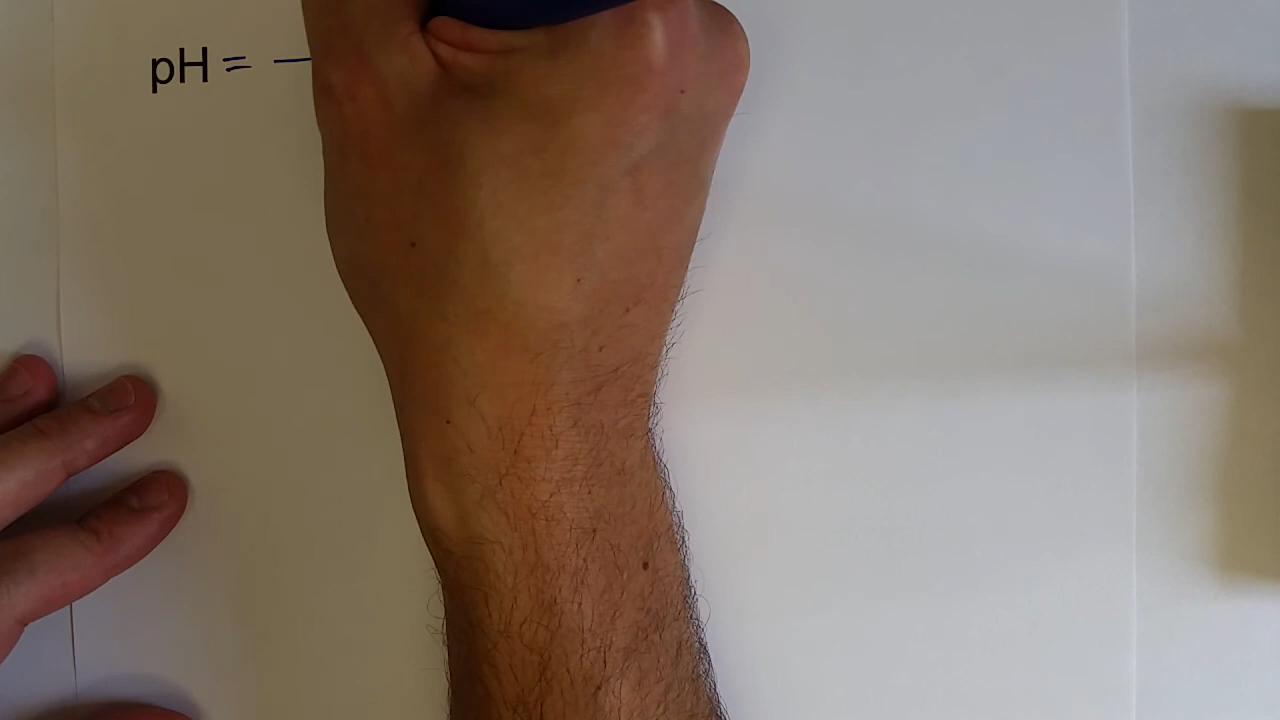 pH = −